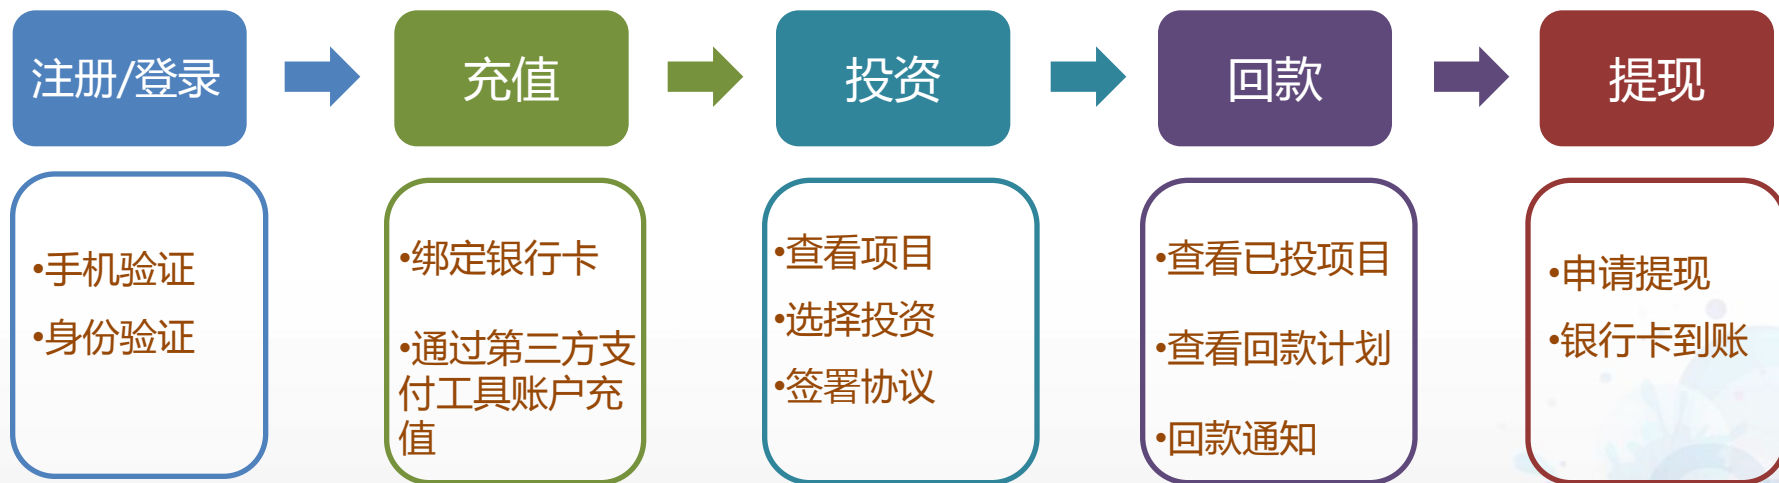 注册/登录
充值
投资
回款
提现
•手机验证
•身份验证
•绑定银行卡
•通过第三方支
付工具账户充
值
•查看项目
•选择投资
•签署协议
•查看已投项目
•查看回款计划
•回款通知
•申请提现
•银行卡到账